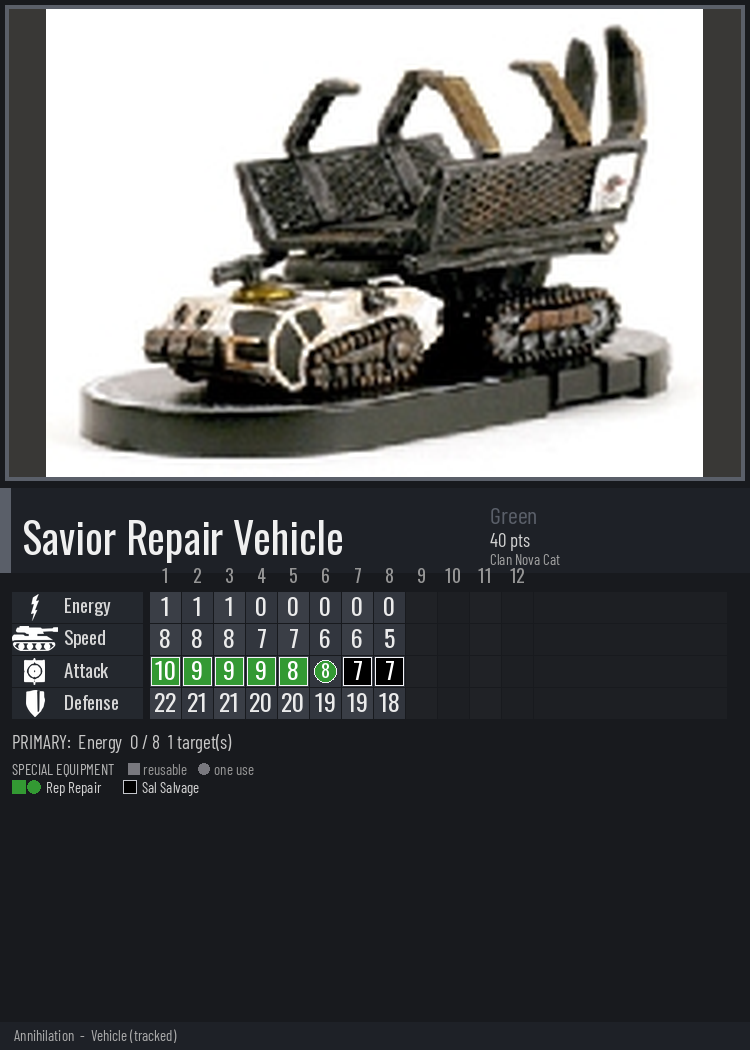 Savior Repair Vehicle
Green
40 pts
Clan Nova Cat
1 2 3 4 5 6 7 8 9 10 11 12
Energy 1 1 1 0 0 0 0 0
Speed 8 8 8 7 7 6 6 5
Attack 10 9 9 9 8 8 7 7
Defense 22 21 21 20 20 19 19 18
PRIMARY: Energy 0 / 8 1 target(s)
SPECIAL EQUIPMENT reusable one use
Rep Repair Sal Salvage
Annihilation - Vehicle (tracked)